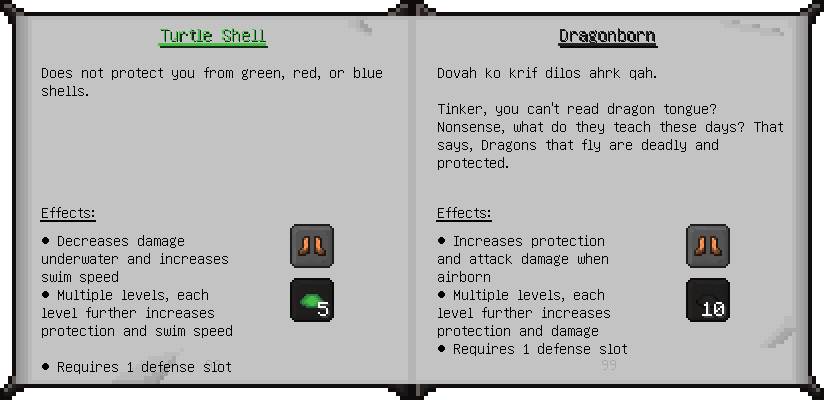 Turtle Shell
Does not protect you from green, red, or blue
shells.
Effects:
• Decreases damage
underwater and increases
swim speed
• Multiple levels, each
level further increases
protection and swim speed
• Requires 1 defense slot
5
Dragonborn
Dovah ko krif dilos ahrk qah.
Tinker, you can't read dragon tongue?
Nonsense, what do they teach these days? That
says, Dragons that fly are deadly and
protected.
Effects:
• Increases protection
and attack damage when
airborn
• Multiple levels, each
level further increases
protection and damage
• Requires 1 defense slot
10
99